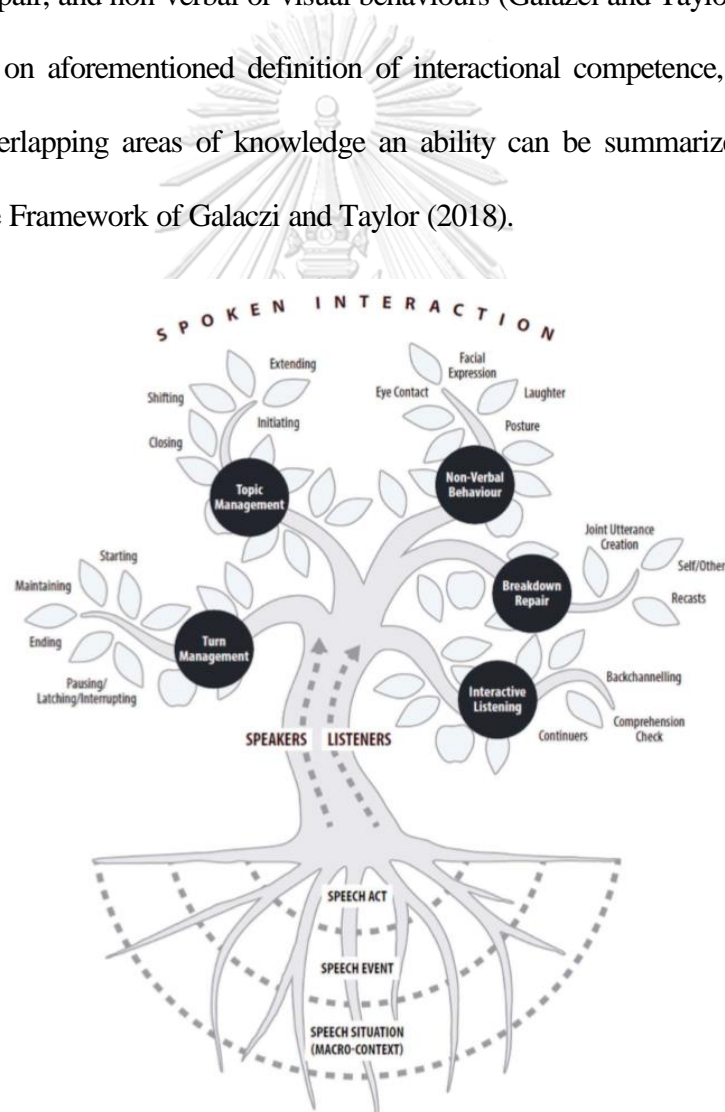 pair, and non-verbal or visual behaviours (Galazei and Taylor
on aforementioned definition of interactional competence,
erlapping areas of knowledge an ability can be summarize
e Framework of Galaczi and Taylor (2018).
SPOKEN INTERACTION
Extending
Shifting
Initiating
Closing
Topic
Management
Facial
Expression
Eye Contact
Laughter
Posture
Non-Verbal
Behaviour
Joint Utterance
Creation
Self/Other
Recasts
Breakdown
Repair
Starting
Maintaining
Ending
Pausing/
Latching/Interrupting
Turn
Management
Interactive
Listening
Backchannelling
Comprehension
Check
Continuers
SPEAKERS LISTENERS
SPEECH ACT
SPEECH EVENT
SPEECH SITUATION
(MACRO-CONTEXT)